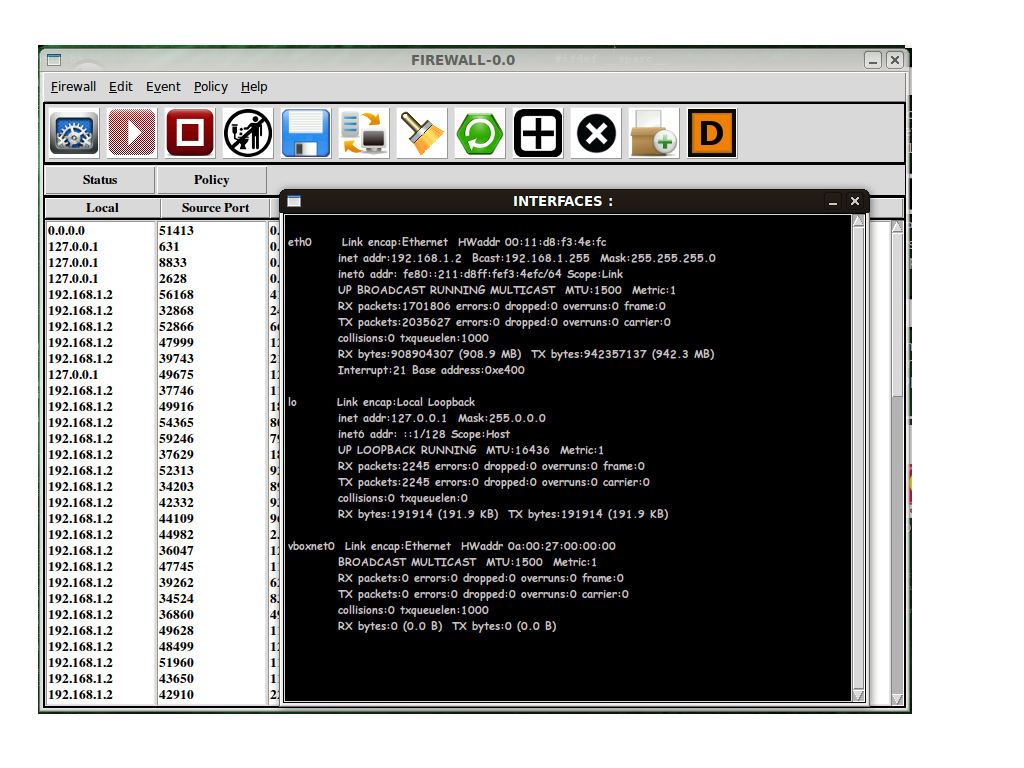 FIREWALL-0.0
Firewall Edit Event Policy Help
D
Status Policy
Local Source Port
0.0.0.0 51413 0.
127.0.0.1 631 0.
127.0.0.1 8833 0.
127.0.0.1 2628 0.
192.168.1.2 56168
192.168.1.2 32868
192.168.1.2 52866
192.168.1.2 47999
192.168.1.2 39743
127.0.0.1 49675
192.168.1.2 37746
192.168.1.2 49916
192.168.1.2 54365
192.168.1.2 59246
192.168.1.2 37629
192.168.1.2 52313
192.168.1.2 34203
192.168.1.2 42332
192.168.1.2 44109
192.168.1.2 44982
192.168.1.2 36047
192.168.1.2 47745
192.168.1.2 39262
192.168.1.2 34524
192.168.1.2 36860
192.168.1.2 49628
192.168.1.2 48499
192.168.1.2 51960
192.168.1.2 43650
192.168.1.2 42910
INTERFACES :
eth0 Link encap:Ethernet HWaddr 00:11:d8:f3:4e:fc
inet addr:192.168.1.2 Bcast:192.168.1.255 Mask:255.255.255.0
inet6 addr: fe80::211:d8ff:fef3:4efc/64 Scope:Link
UP BROADCAST RUNNING MULTICAST MTU:1500 Metric:1
RX packets:1701806 errors:0 dropped:0 overruns:0 frame:0
TX packets:2035627 errors:0 dropped:0 overruns:0 carrier:0
collisions:0 txqueuelen:1000
RX bytes:908904307 (908.9 MB) TX bytes:942357137 (942.3 MB)
Interrupt:21 Base address:0xe400
lo Link encap:Local Loopback
inet addr:127.0.0.1 Mask:255.0.0.0
inet6 addr: ::1/128 Scope:Host
UP LOOPBACK RUNNING MTU:16436 Metric:1
RX packets:2245 errors:0 dropped:0 overruns:0 frame:0
TX packets:2245 errors:0 dropped:0 overruns:0 carrier:0
collisions:0 txqueuelen:0
RX bytes:191914 (191.9 KB) TX bytes:191914 (191.9 KB)
vboxnet0 Link encap:Ethernet HWaddr 0a:00:27:00:00:00
BROADCAST MULTICAST MTU:1500 Metric:1
RX packets:0 errors:0 dropped:0 overruns:0 frame:0
TX packets:0 errors:0 dropped:0 overruns:0 carrier:0
collisions:0 txqueuelen:1000
RX bytes:0 (0.0 B) TX bytes:0 (0.0 B)